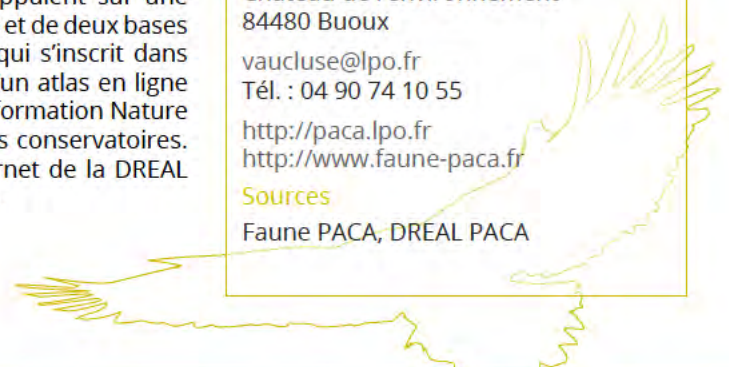 et de deux bases
qui s’inscrit dans
un atlas en ligne
formation Nature
s conservatoires.
rnet de la DREAL
84480 Buoux
vaucluse@lpo.fr
Tél. : 04 90 74 10 55
http://paca.lpo.fr
http://www.faune-paca.fr
Sources
Faune PACA, DREAL PACA